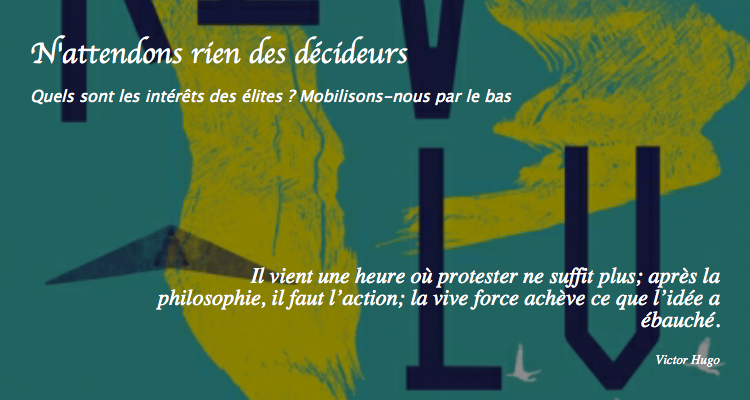 N'attendons rien des décideurs
Quels sont les intérêts des élites ? Mobilisons-nous par le bas
Il vient une heure où protester ne suffit plus; après la
philosophie, il faut l’action; la vive force achève ce que l’idée a
ébauché.
Victor Hugo